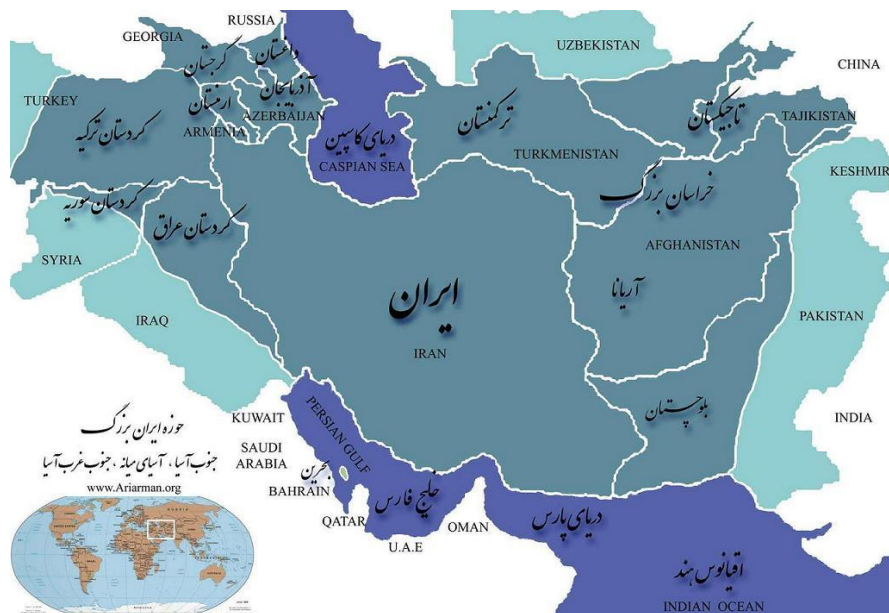 RUSSIA
GEORGIA
داغستان
گرجستان
UZBEKISTAN
CHINA
TURKEY
آذربایجان
ارمنستان
ARMENIA
AZERBAIJAN
کردستان ترکیه
دریای کاسپین
CASPIAN SEA
ترکمنستان
تاجیکستان
TAJIKISTAN
TURKMENISTAN
KESHMIR
خراسان بزرگ
کردستان سوریه
کردستان عراق
SYRIA
AFGHANISTAN
آریانا
ایران
IRAQ
IRAN
PAKISTAN
بلوچستان
حوزه ایران بزرگ
جنوب آسیا ، آسیای میانه ، جنوب غرب آسیا
www.Ariarman.org
KUWAIT
PERSIAN GULF
SAUDI
ARABIA
بحرین
BAHRAIN
خلیج فارس
QATAR
U.A.E
OMAN
دریای پارس
INDIA
اقیانوس هند
INDIAN OCEAN